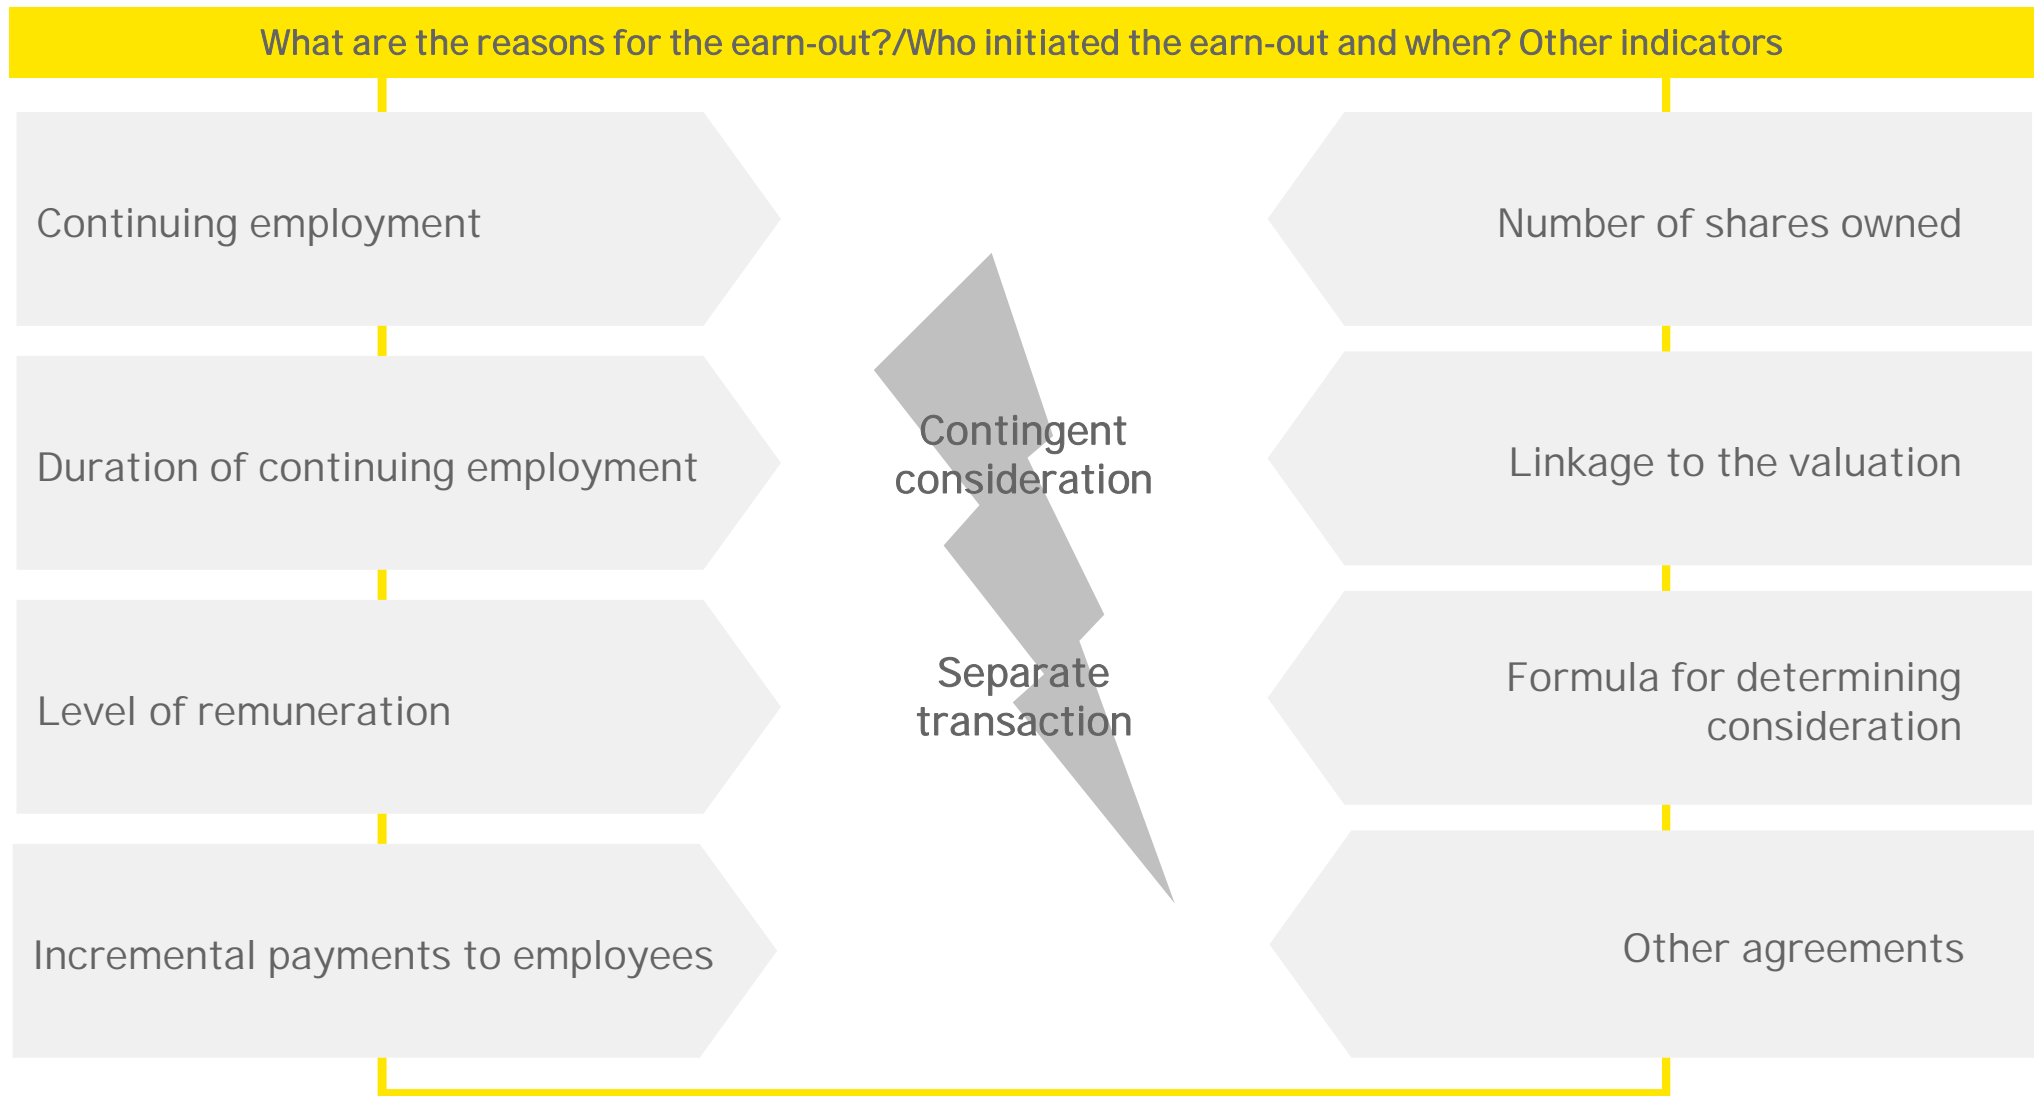 What are the reasons for the earn-out?/Who initiated the earn-out and when? Other indicators
Continuing employment
Duration of continuing employment
Level of remuneration
Incremental payments to employees
Contingent
consideration
Separate
transaction
Number of shares owned
Linkage to the valuation
Formula for determining
consideration
Other agreements